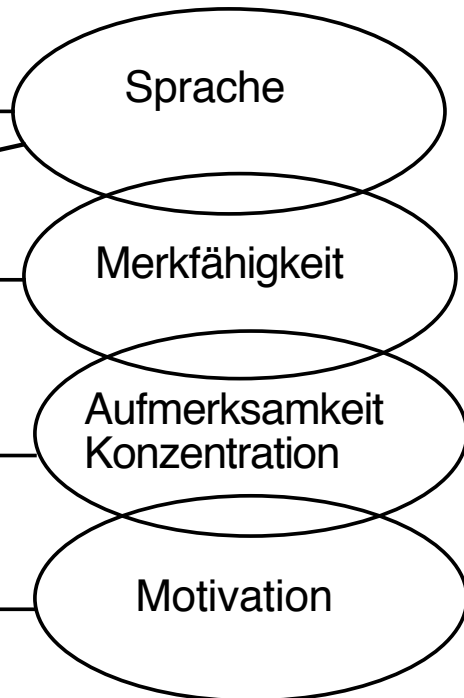 Sprache
Merkfähigkeit
Aufmerksamkeit
Konzentration
Motivation